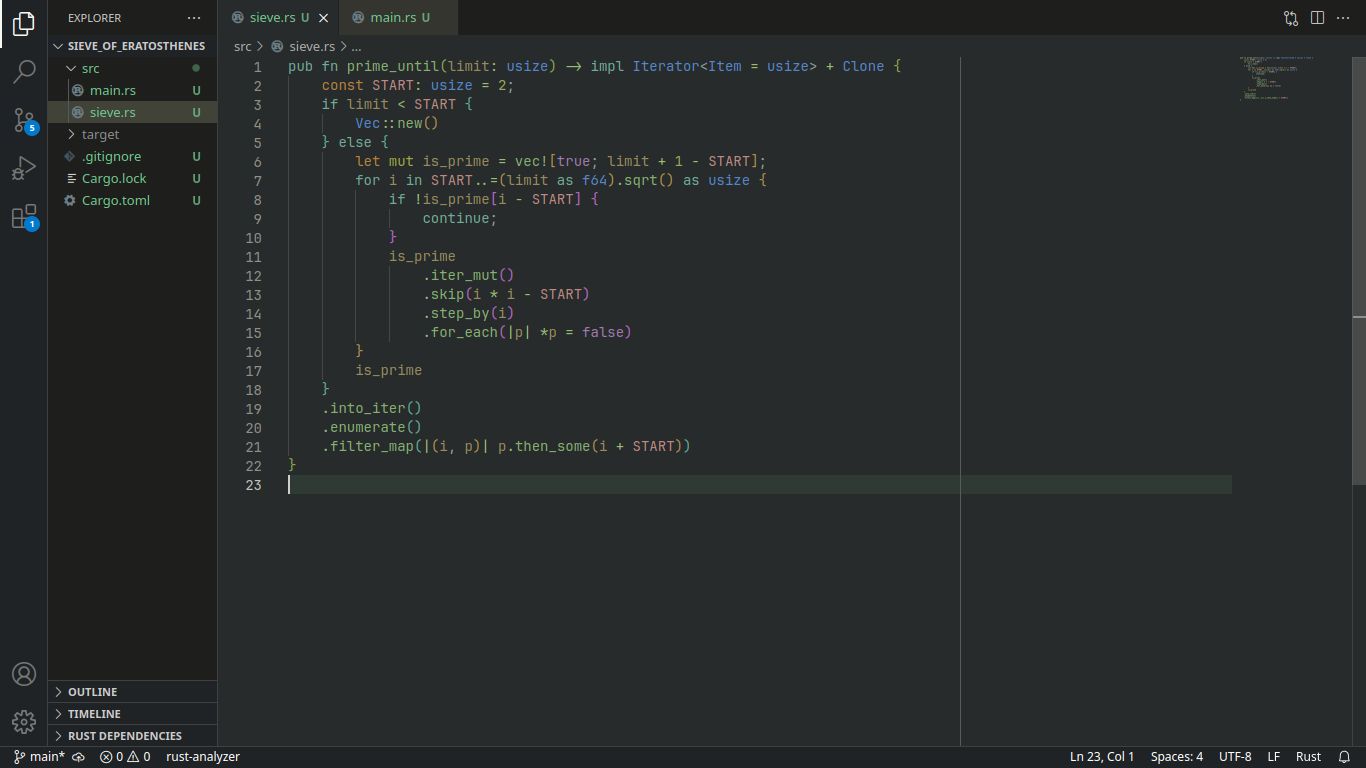 EXPLORER
SIEVE_OF_ERATOSTHENES
src
main.rs U
sieve.rs U
target
.gitignore U
Cargo.lock U
Cargo.toml U
OUTLINE
TIMELINE
RUST DEPENDENCIES
5
1
sieve.rs U
main.rs U
src > sieve.rs > ...
1 pub fn prime_until(limit: usize) -> impl Iterator<Item = usize> + Clone {
2     const START: usize = 2;
3     if limit < START {
4         Vec::new()
5     } else {
6         let mut is_prime = vec![true; limit + 1 - START];
7         for i in START..=(limit as f64).sqrt() as usize {
8             if !is_prime[i - START] {
9                 continue;
10             }
11             is_prime
12                 .iter_mut()
13                 .skip(i * i - START)
14                 .step_by(i)
15                 .for_each(|p| *p = false)
16         }
17         is_prime
18     }
19     .into_iter()
20     .enumerate()
21     .filter_map(|(i, p)| p.then_some(i + START))
22 }
23
main* 0 0 rust-analyzer Ln 23, Col 1 Spaces: 4 UTF-8 LF Rust